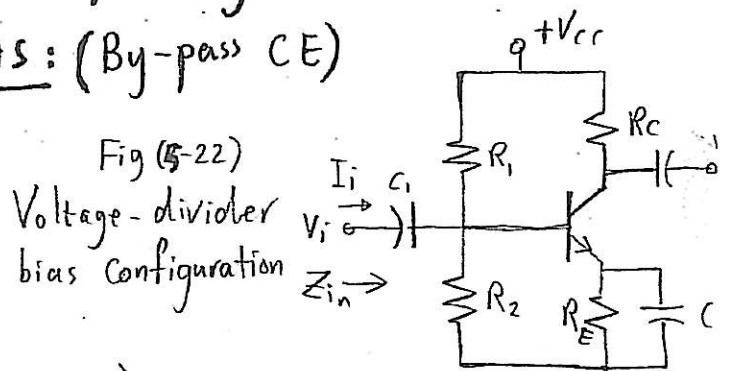 s: (By-pass CE)
+Vcc
Fig (5-22)
Voltage-divider
bias Configuration
Ii
C1
Vi
Zin
R1
RC
R2
RE
C